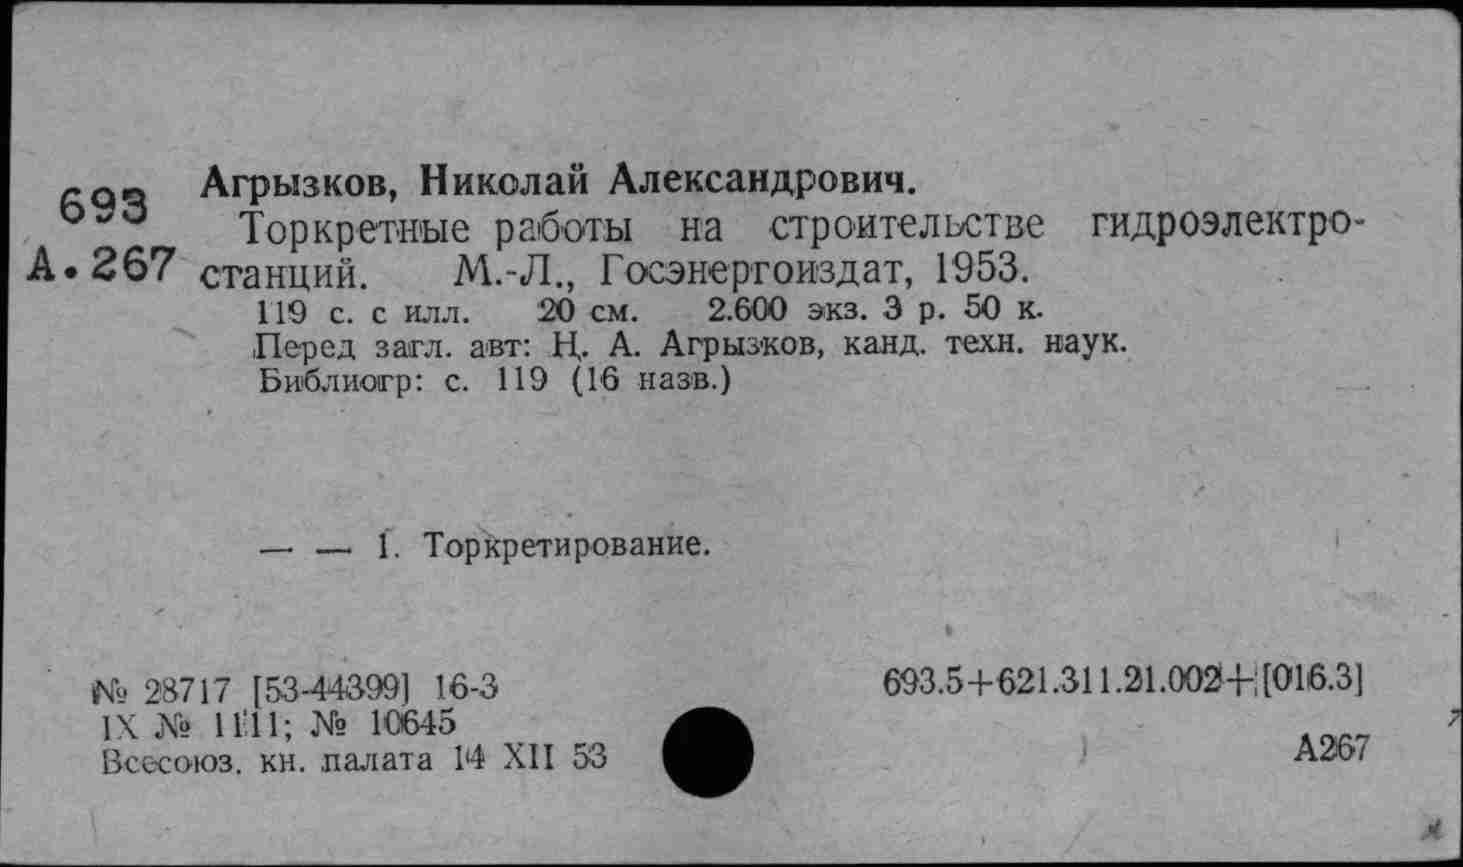 693
А.267
Агрызков, Николай Александрович.
Торкретные работы на строительстве гидроэлектро-
станций. М.-Л., Госэнергоиздат, 1953.
119 с. с илл. 20 см. 2.600 экз. 3 р. 50 к.
Перед загл. авт: Н. А. Агрызков, канд. техн. наук.
Библиогр: с. 119 (16 назв.)
— — 1. Торкретирование.
№ 28717 [53-44399] 16-3
IX № 1111; № 10645
Всесоюз. кн. палата 14 XII 53
693.5+621.311.21.002+[016.3]
А267